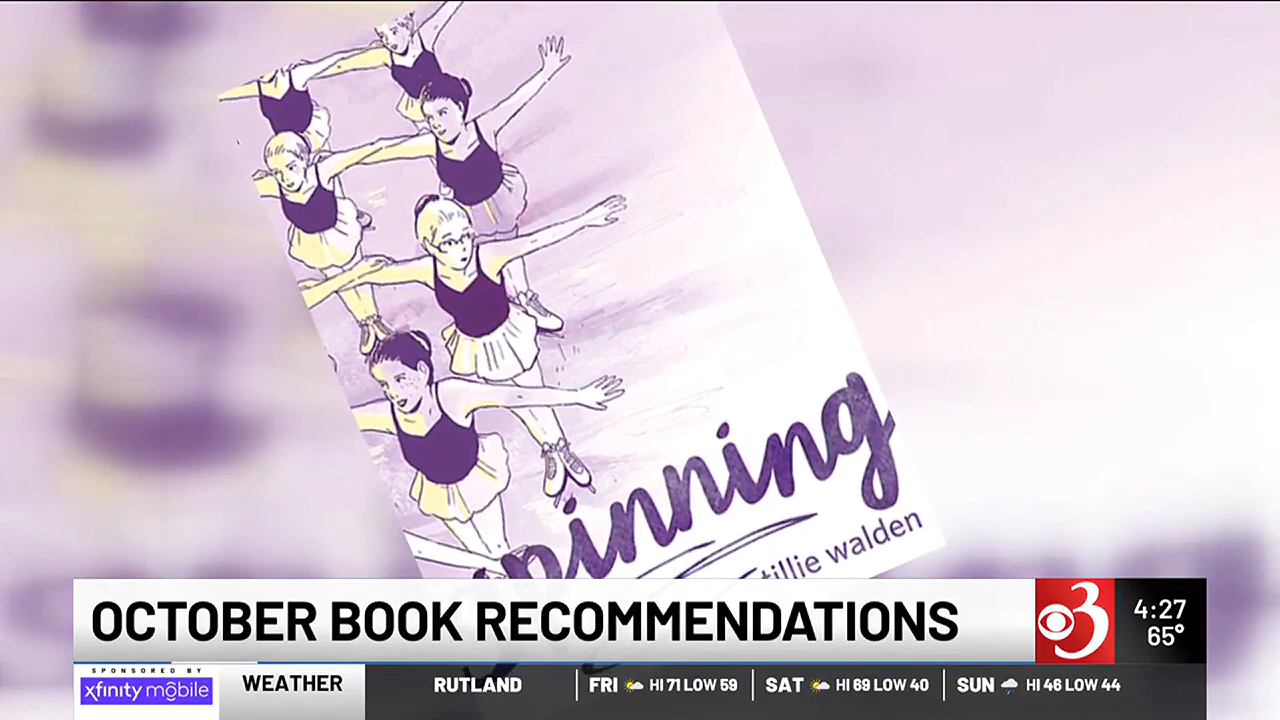 pinning
tillie walden
OCTOBER BOOK RECOMMENDATIONS
3
4:27
65°
SPONSORED BY
xfinity mobile
WEATHER
RUTLAND
FRI HI 71 LOW 59
SAT HI 69 LOW 40
SUN HI 46 LOW 44